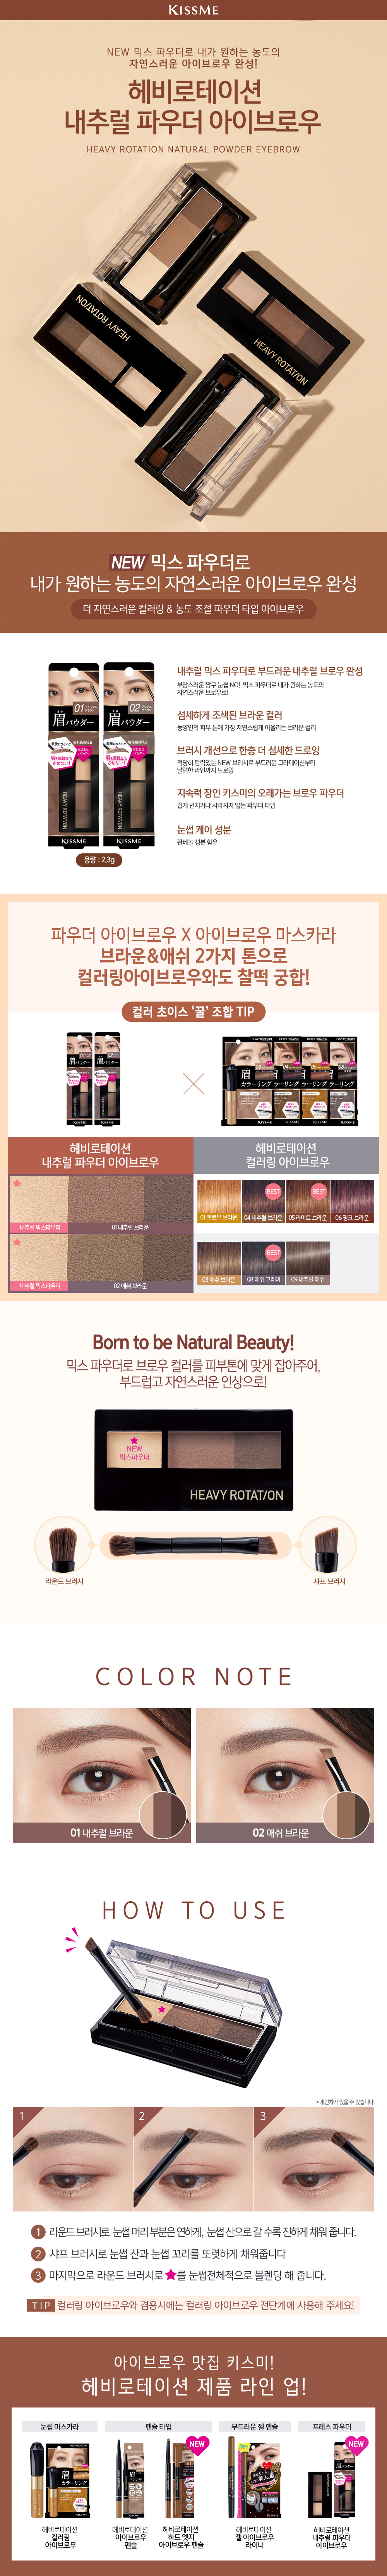 KISSME
NEW 믹스 파우더로 내가 원하는 농도의
자연스러운 아이브로우 완성!
헤비로테이션
내추럴 파우더 아이브로우
HEAVY ROTATION NATURAL POWDER EYEBROW
HEAVY ROTATION
HEAVY ROTATION
NEW 믹스 파우더로
내가 원하는 농도의 자연스러운 아이브로우 완성
더 자연스러운 컬러링 & 농도 조절 파우더 타입 아이브로우
01
02
眉パウダー
眉パウダー
HEAVY ROTATION
HEAVY ROTATION
KISSME
KISSME
용량 : 2.3g
내추럴 믹스 파우더로 부드러운 내추럴 브로우 완성
부담스러운 짱구 눈썹 NO! 믹스 파우더로 내가 원하는 농도의
자연스러운 브로우로!
섬세하게 조색된 브라운 컬러
동양인의 피부 톤에 가장 자연스럽게 어울리는 브라운 컬러
브러시 개선으로 한층 더 섬세한 드로잉
적당히 탄력있는 NEW 브러시로 부드러운 그라데이션부터
날렵한 라인까지 드로잉
지속력 장인 키스미의 오래가는 브로우 파우더
쉽게 번지거나 사라지지 않는 파우더 타입
눈썹 케어 성분
판테놀 성분 함유
파우더 아이브로우 X 아이브로우 마스카라
브라운&애쉬 2가지 톤으로
컬러링아이브로우와도 찰떡 궁합!
컬러 초이스 '꿀' 조합 TIP
헤비로테이션
내추럴 파우더 아이브로우
헤비로테이션
컬러링 아이브로우
내추럴 믹스파우더
01 내추럴 브라운
내추럴 믹스파우더
02 애쉬 브라운
BEST
BEST
01 옐로우 브라운
04 내추럴 브라운
05 라이트 브라운
06 핑크 브라운
BEST
03 애쉬 브라운
08 애쉬 그레이
09 내추럴 애쉬
Born to be Natural Beauty!
믹스 파우더로 브로우 컬러를 피부톤에 맞게 잡아주어,
부드럽고 자연스러운 인상으로!
NEW
믹스파우더
HEAVY ROTATION
라운드 브러시
샤프 브러시
COLOR NOTE
01 내추럴 브라운
02 애쉬 브라운
HOW TO USE
* 개인차가 있을 수 있습니다.
1
2
3
1 라운드 브러시로 눈썹 머리 부분은 연하게, 눈썹 산으로 갈 수록 진하게 채워 줍니다.
2 샤프 브러시로 눈썹 산과 눈썹 꼬리를 또렷하게 채워줍니다
3 마지막으로 라운드 브러시로 ★를 눈썹전체적으로 블렌딩 해 줍니다.
TIP 컬러링 아이브로우와 겸용시에는 컬러링 아이브로우 전단계에 사용해 주세요!
아이브로우 맛집 키스미!
헤비로테이션 제품 라인 업!
눈썹 마스카라
펜슬 타입
부드러운 젤 펜슬
프레스 파우더
NEW
NEW
헤비로테이션
컬러링
아이브로우
헤비로테이션
아이브로우
펜슬
헤비로테이션
하드 엣지
아이브로우 펜슬
헤비로테이션
젤 아이브로우
라이너
헤비로테이션
내추럴 파우더
아이브로우